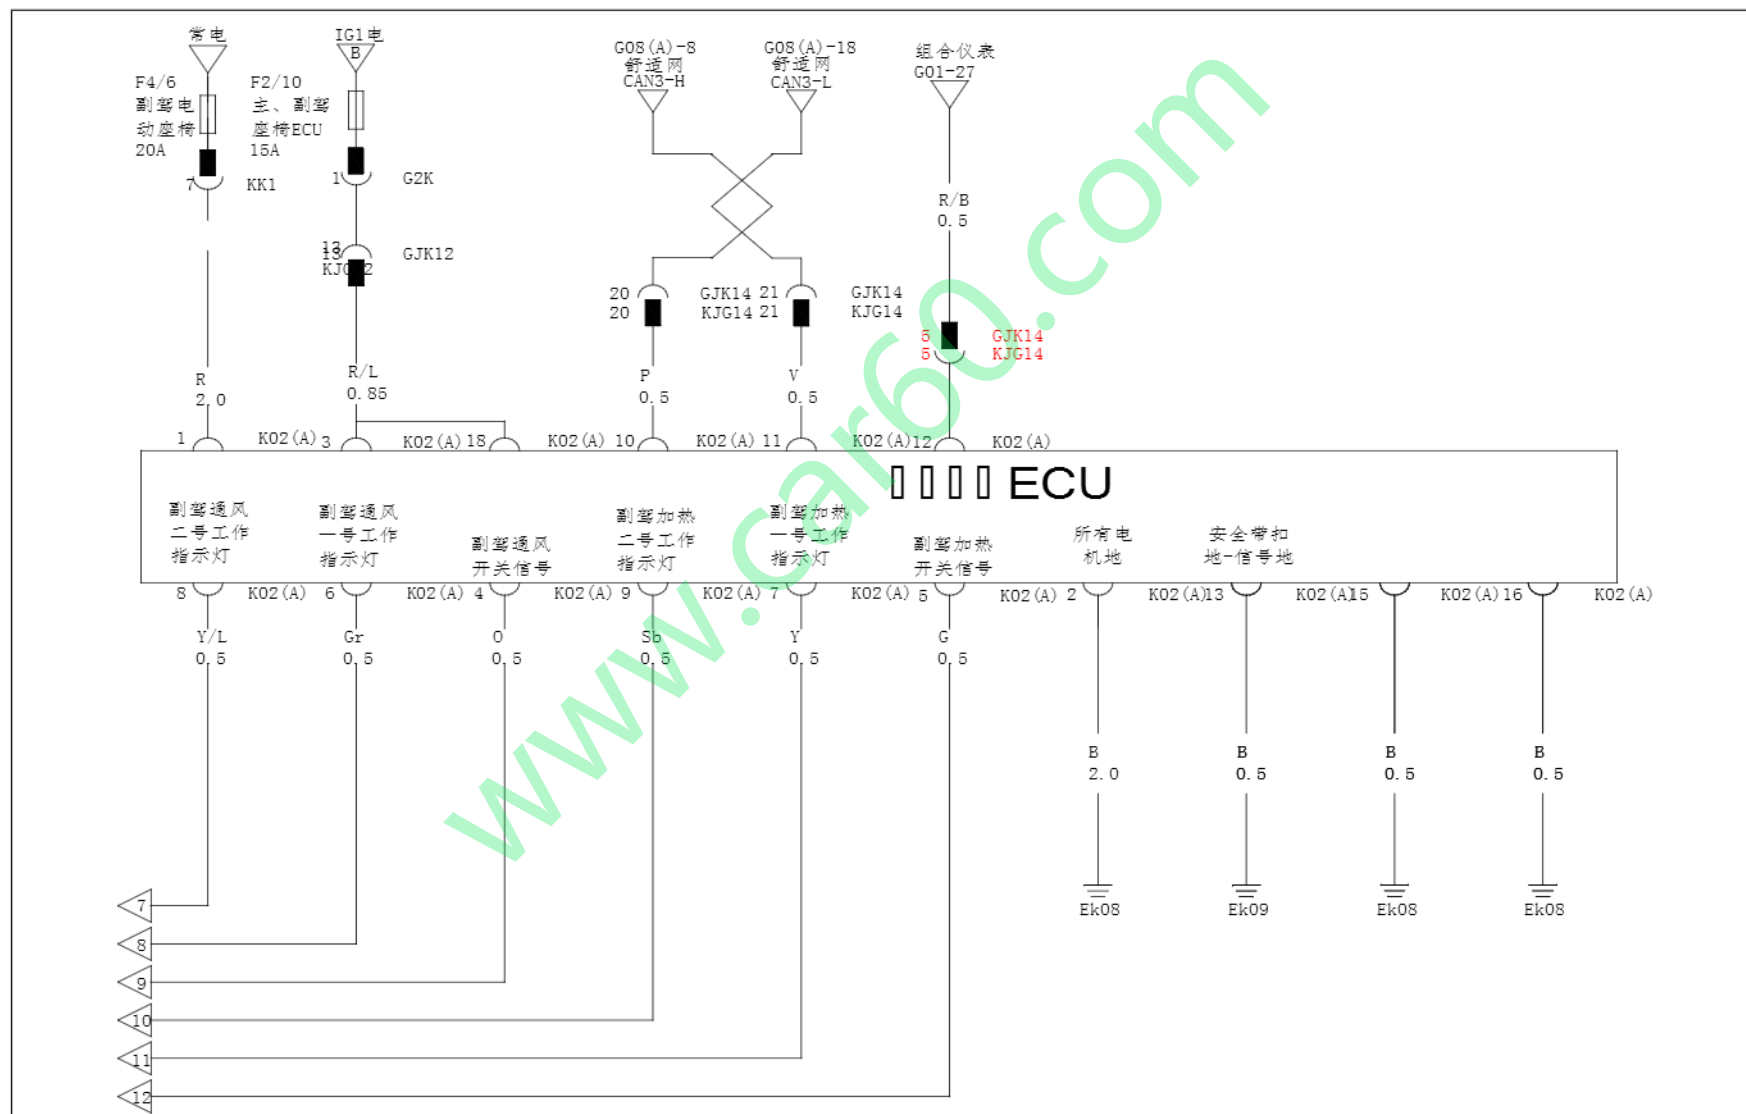 常电
IG1电
B
G08(A)-8
舒适网
CAN3-H
G08(A)-18
舒适网
CAN3-L
组合仪表
G01-27
F4/6
副驾电
动座椅
20A
F2/10
主、副驾
座椅ECU
15A
7
KK1
1
G2K
13
13
GJK12
R/B
0.5
20
GJK14
20
KJG14
21
GJK14
21
KJG14
5
GJK14
5
KJG14
R
2.0
R/L
0.85
P
0.5
V
0.5
1
K02(A)
3
K02(A)
18
K02(A)
10
K02(A)
11
K02(A)
12
K02(A)
ECU
副驾通风
二号工作
指示灯
副驾通风
一号工作
指示灯
副驾通风
开关信号
副驾加热
二号工作
指示灯
副驾加热
一号工作
指示灯
副驾加热
开关信号
所有电
机地
安全带扣
地-信号地
8
K02(A)
6
K02(A)
4
K02(A)
9
K02(A)
7
K02(A)
5
K02(A)
2
K02(A)
13
K02(A)
15
K02(A)
16
K02(A)
Y/L
0.5
Gr
0.5
O
0.5
Sb
0.5
Y
0.5
G
0.5
B
2.0
B
0.5
B
0.5
B
0.5
Ek08
Ek09
Ek08
Ek08
7
8
9
10
11
12
www.car60.com